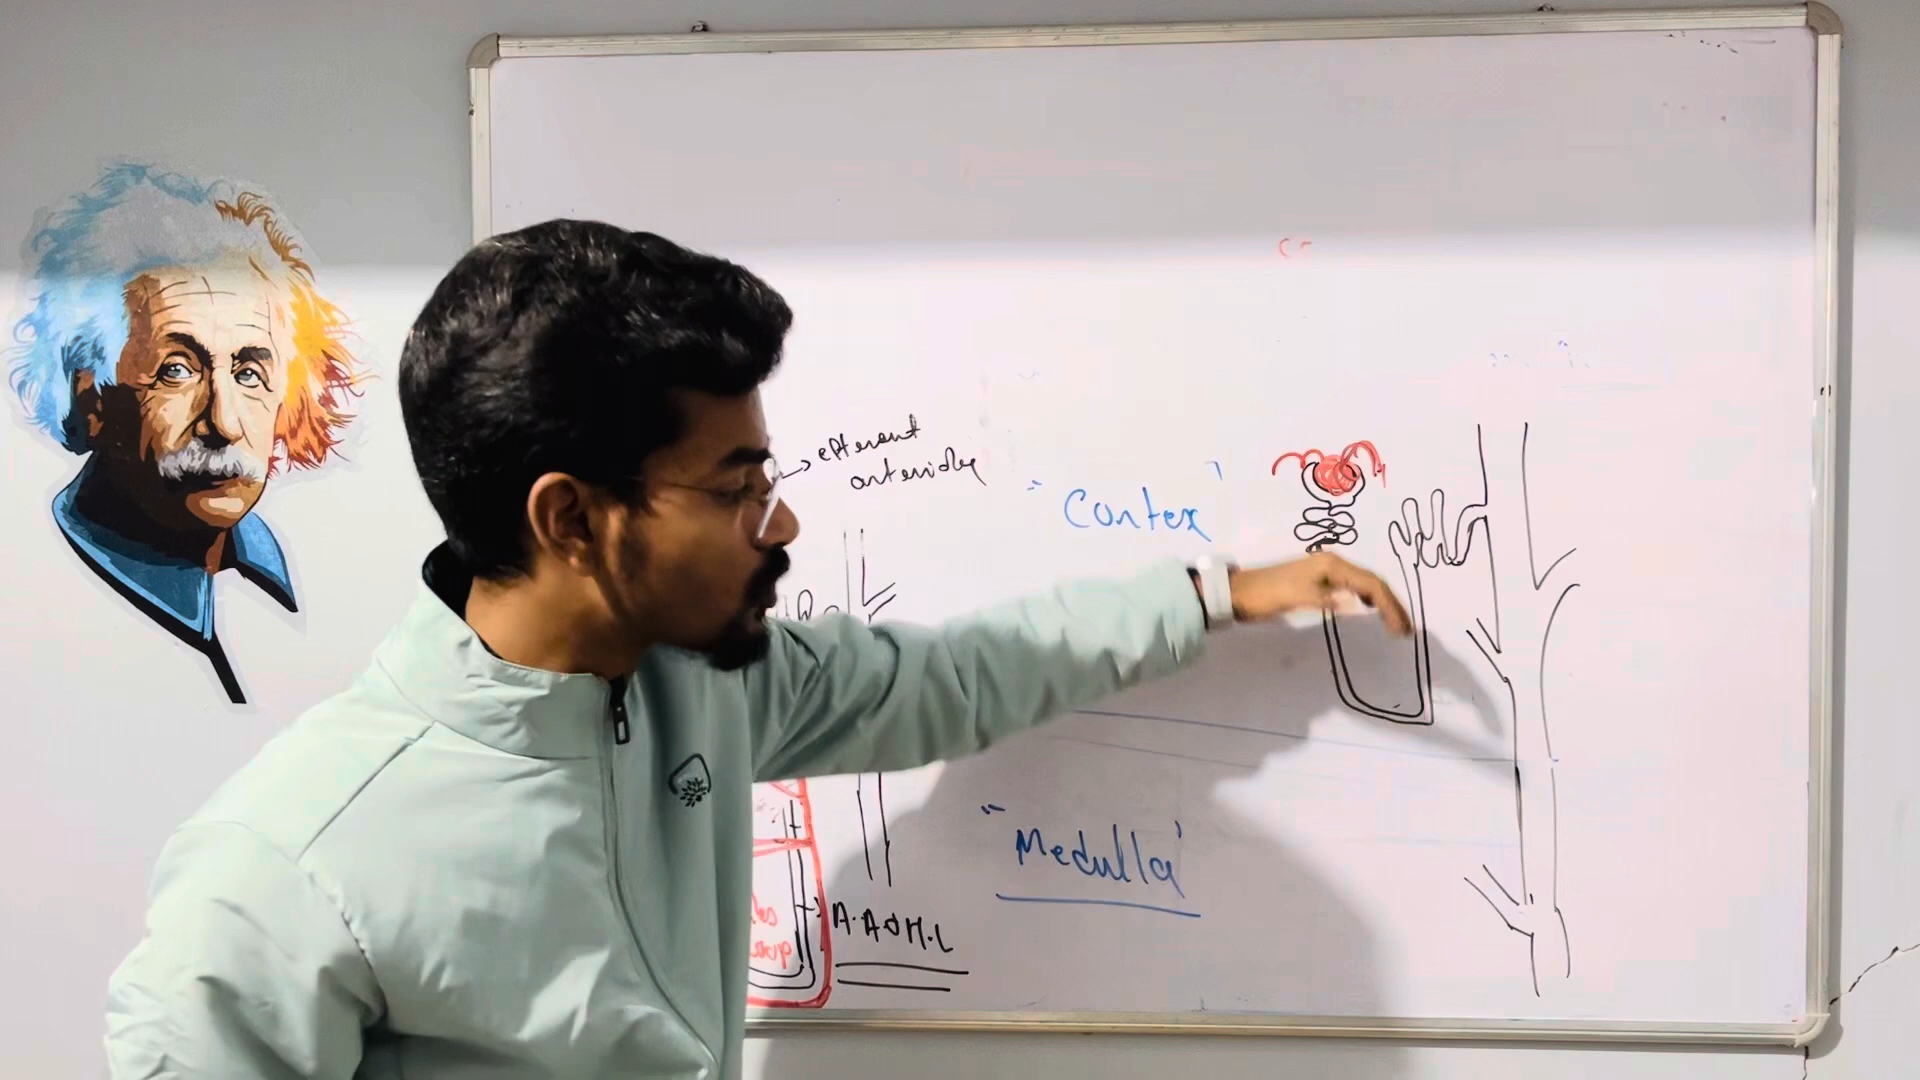 efferent
arteriole
"Cortex"
"Medulla"
A.A.O.H.L